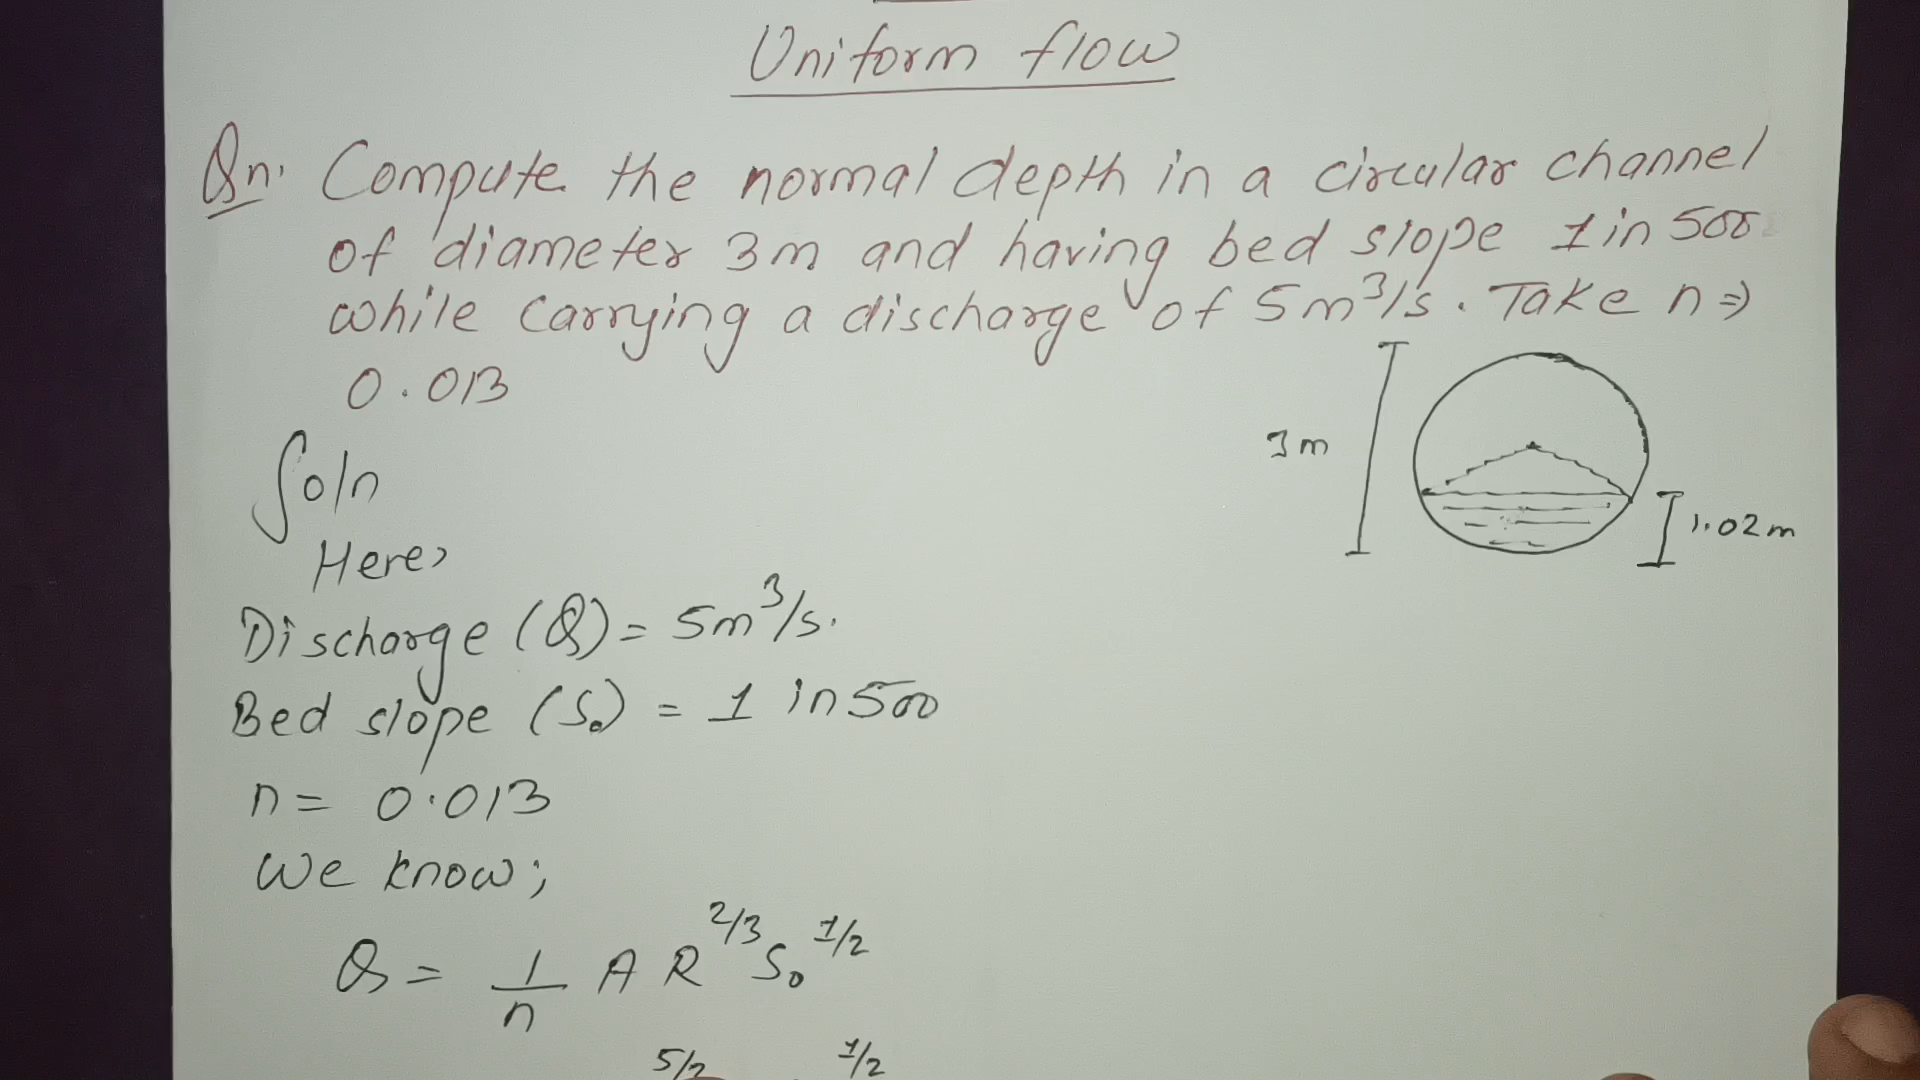 Uniform flow
Qn. Compute the normal depth in a circular channel
of diameter 3m and having bed slope 1 in 500
while carrying a discharge of 5m³/s. Take n ⇒
0.013
3m
1.02m
Soln
Here,
Discharge (Q) = 5m³/s.
Bed slope (S₀) = 1 in 500
n = 0.013
We know;
Q = 1/n A R^2/3 S₀^1/2
1/2